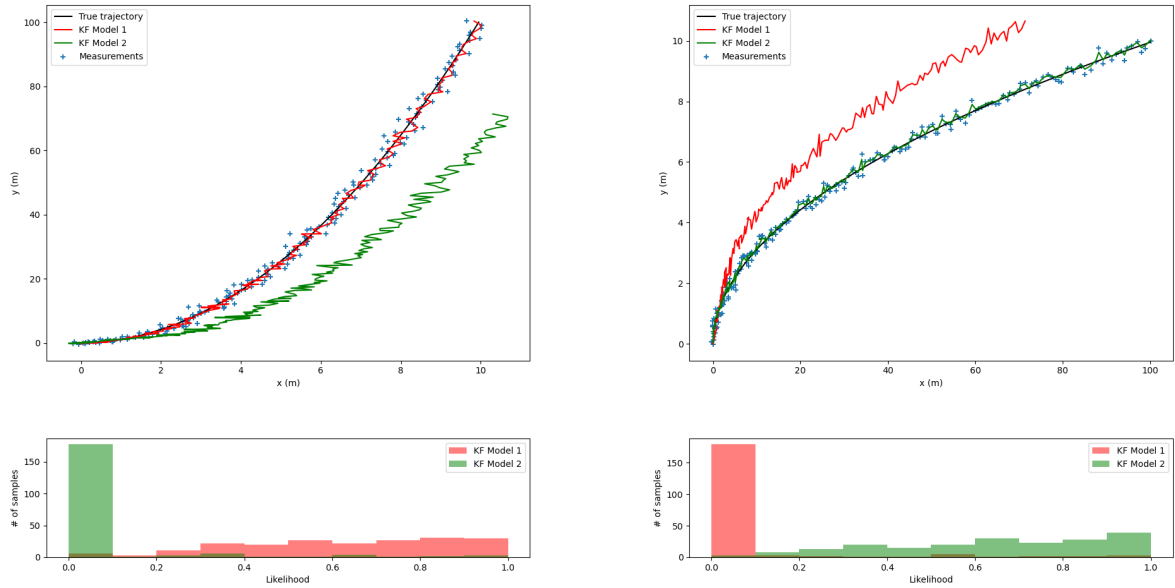 True trajectory
KF Model 1
KF Model 2
Measurements
y (m)
100
80
60
40
20
0
0 2 4 6 8 10
x (m)
True trajectory
KF Model 1
KF Model 2
Measurements
y (m)
10
8
6
4
2
0
0 20 40 60 80 100
x (m)
KF Model 1
KF Model 2
# of samples
150
100
50
0
0.0 0.2 0.4 0.6 0.8 1.0
Likelihood
KF Model 1
KF Model 2
# of samples
150
100
50
0
0.0 0.2 0.4 0.6 0.8 1.0
Likelihood